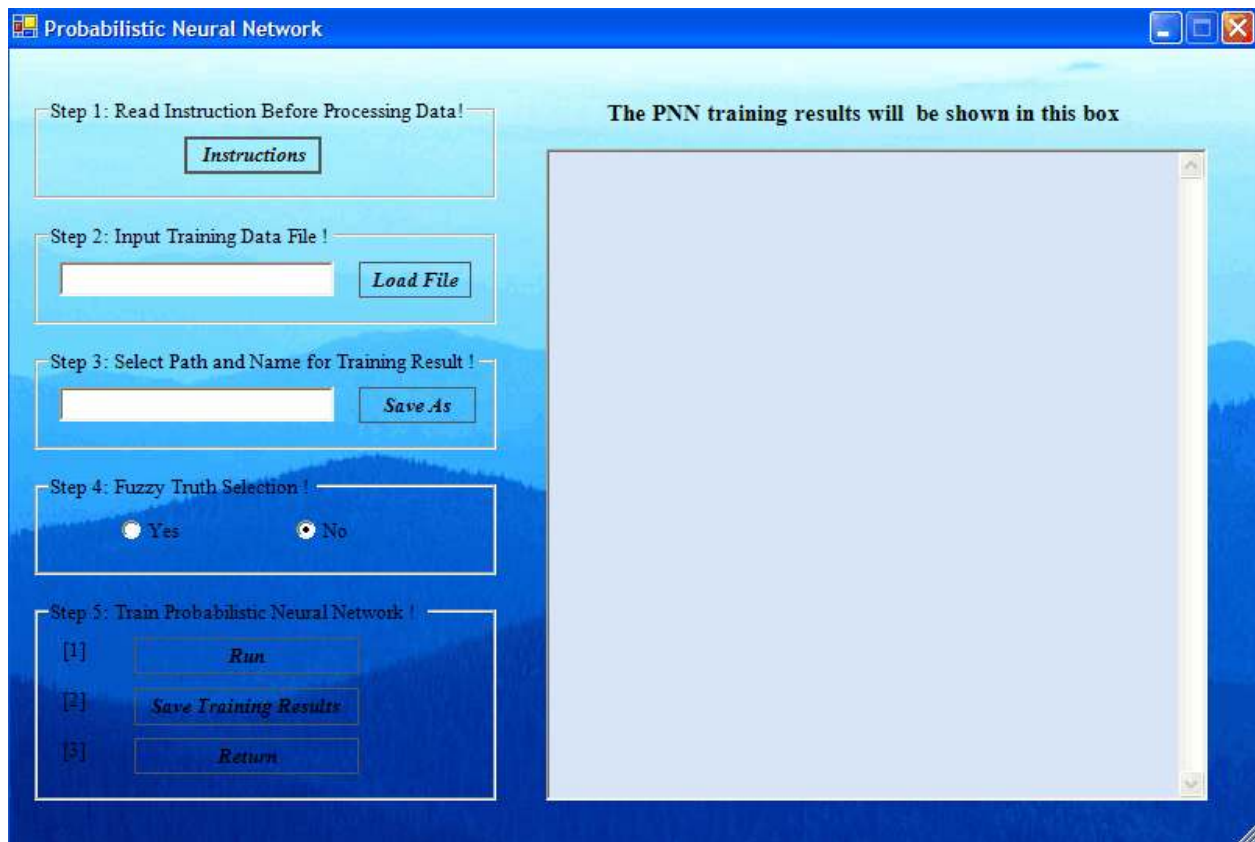 Probabilistic Neural Network
Step 1: Read Instruction Before Processing Data!
Instructions
Step 2: Input Training Data File !
Load File
Step 3: Select Path and Name for Training Result !
Save As
Step 4: Fuzzy Truth Selection !
Yes No
Step 5: Train Probabilistic Neural Network !
[1] Run
[2] Save Training Results
[3] Return
The PNN training results will be shown in this box